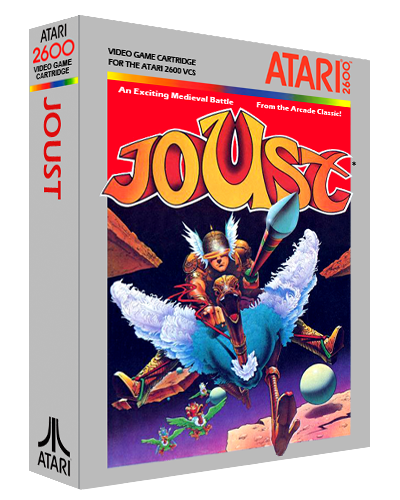 ATARI
2600
VIDEO GAME
CARTRIDGE
JOUST
ATARI
VIDEO GAME CARTRIDGE
FOR THE ATARI 2600 VCS
ATARI
2600
An Exciting Medieval Battle
From the Arcade Classic!
JOUST*